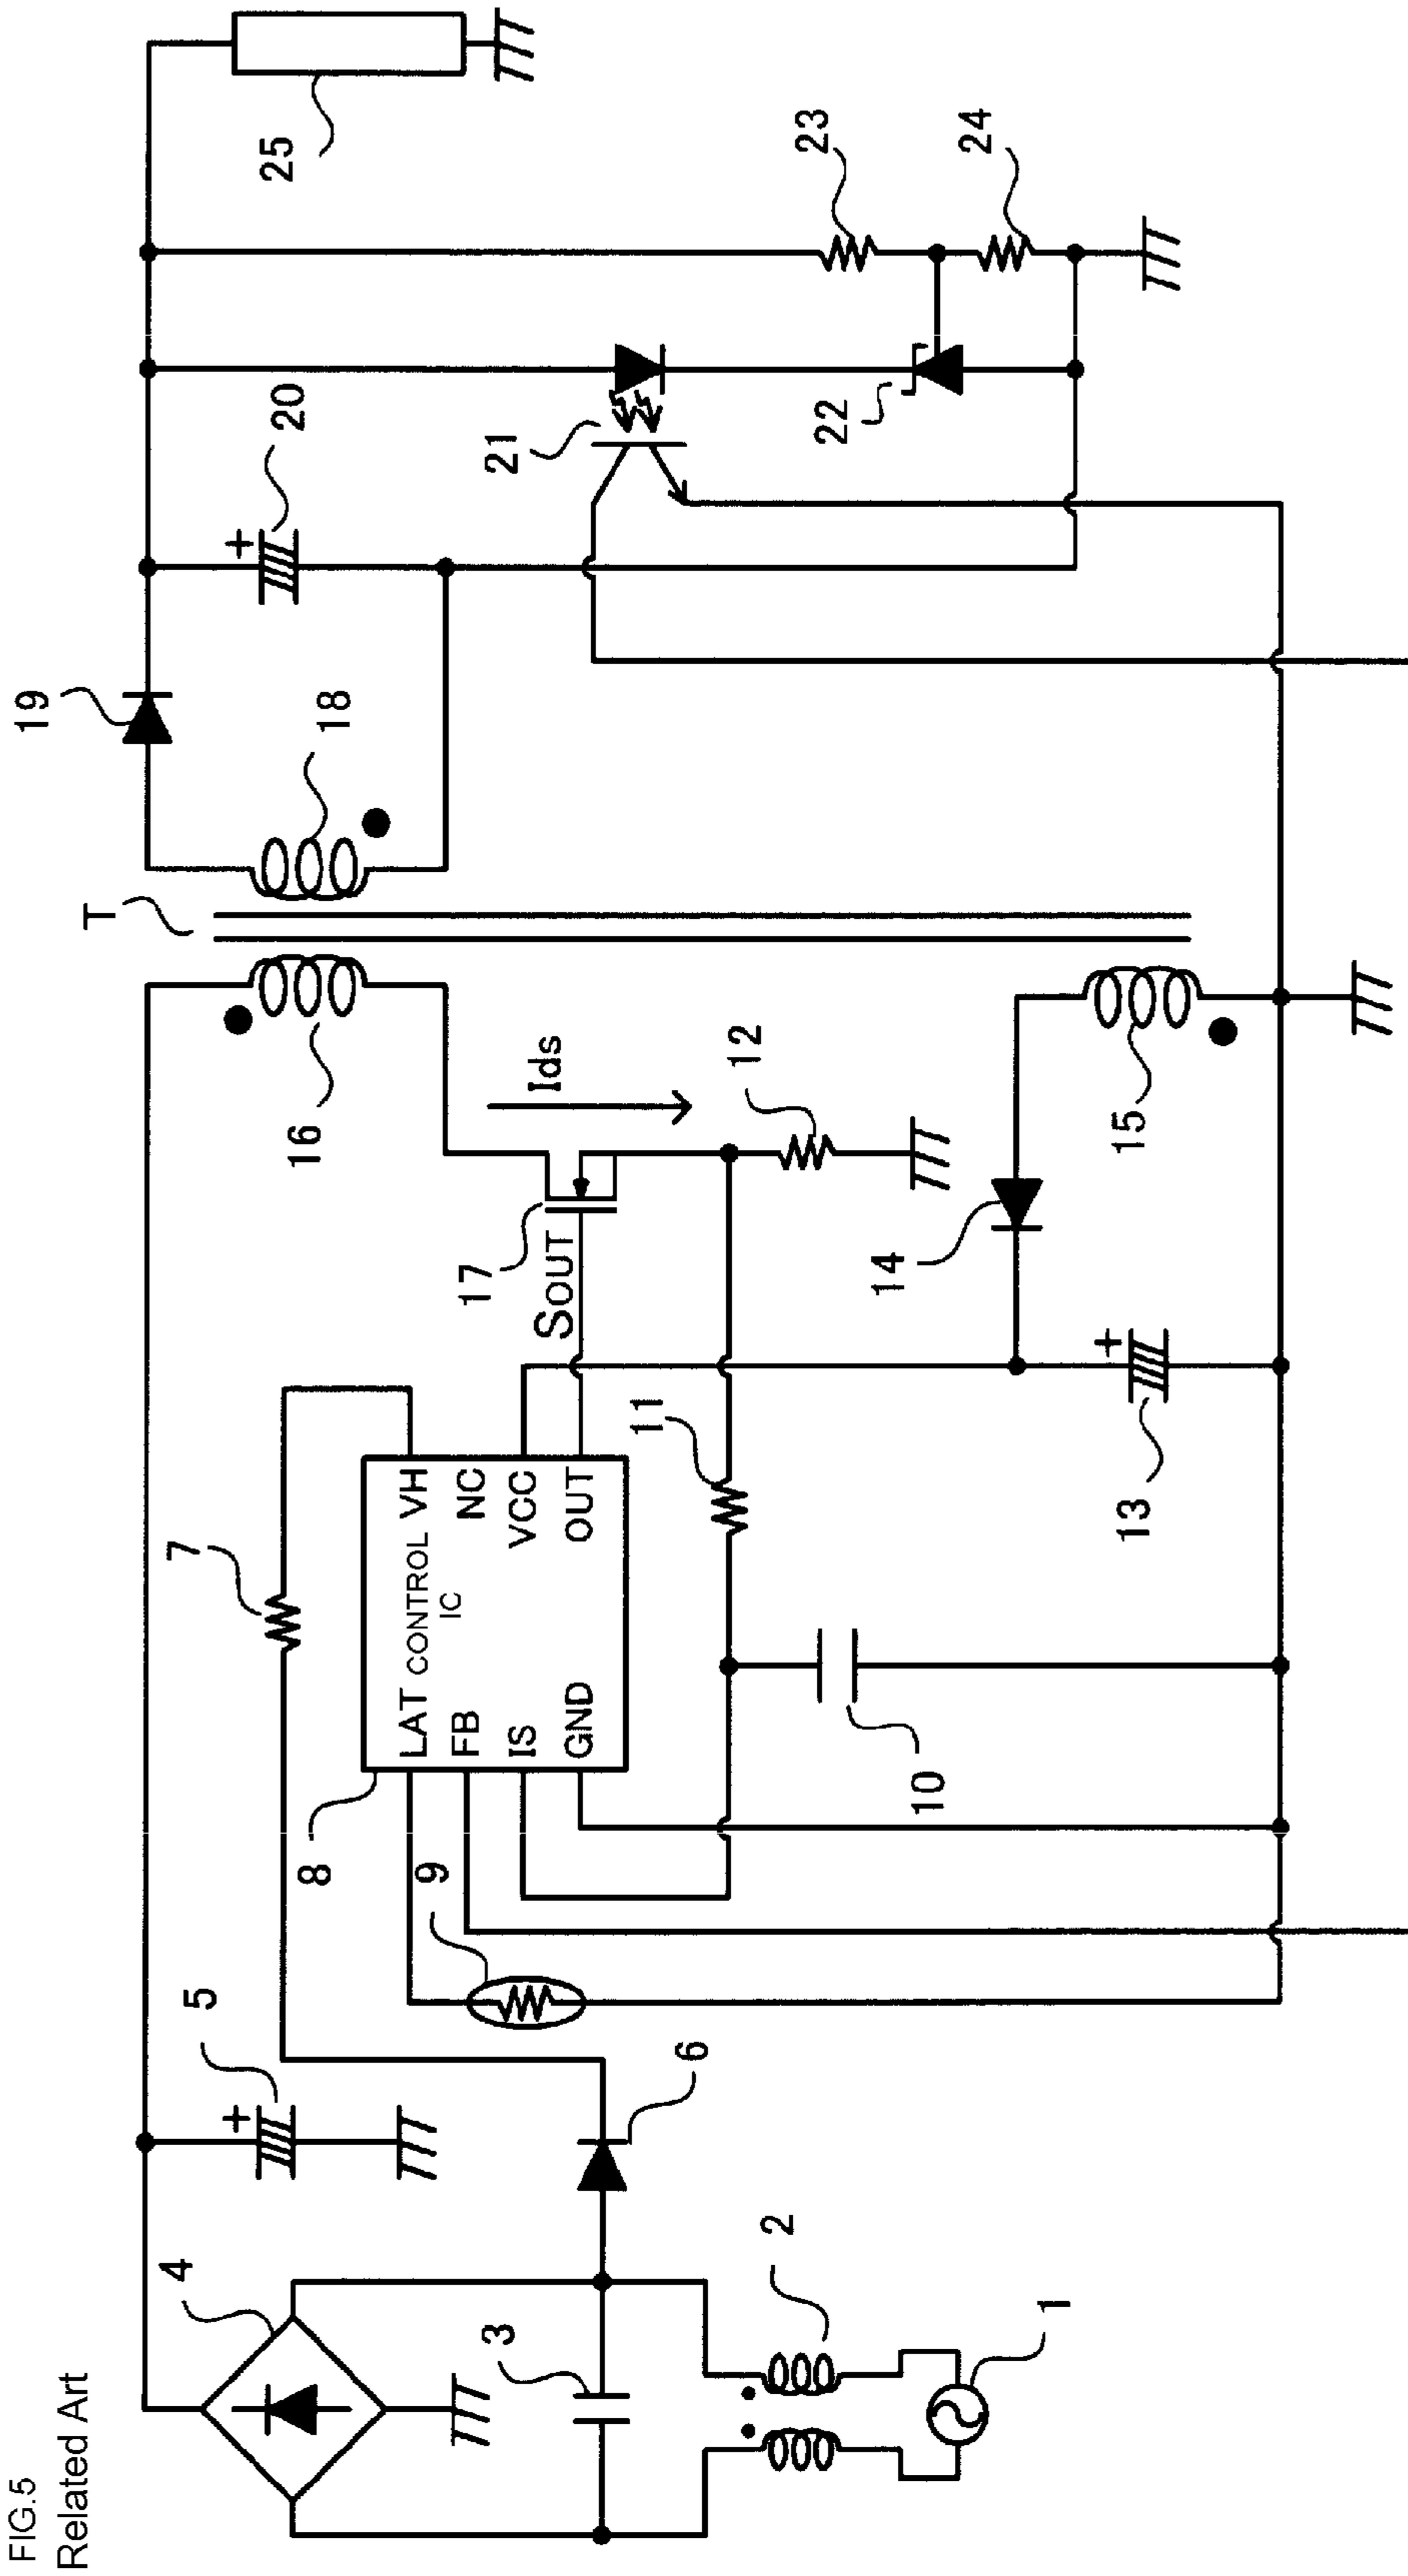 FIG.5
Related Art
1
2
3
4
5
6
7
8
9
LAT CONTROL VH
IC
FB
NC
IS
VCC
GND
OUT
10
11
12
13
14
15
16
17
SOUT
Ids
T
18
19
20
+
+
+
21
22
23
24
25